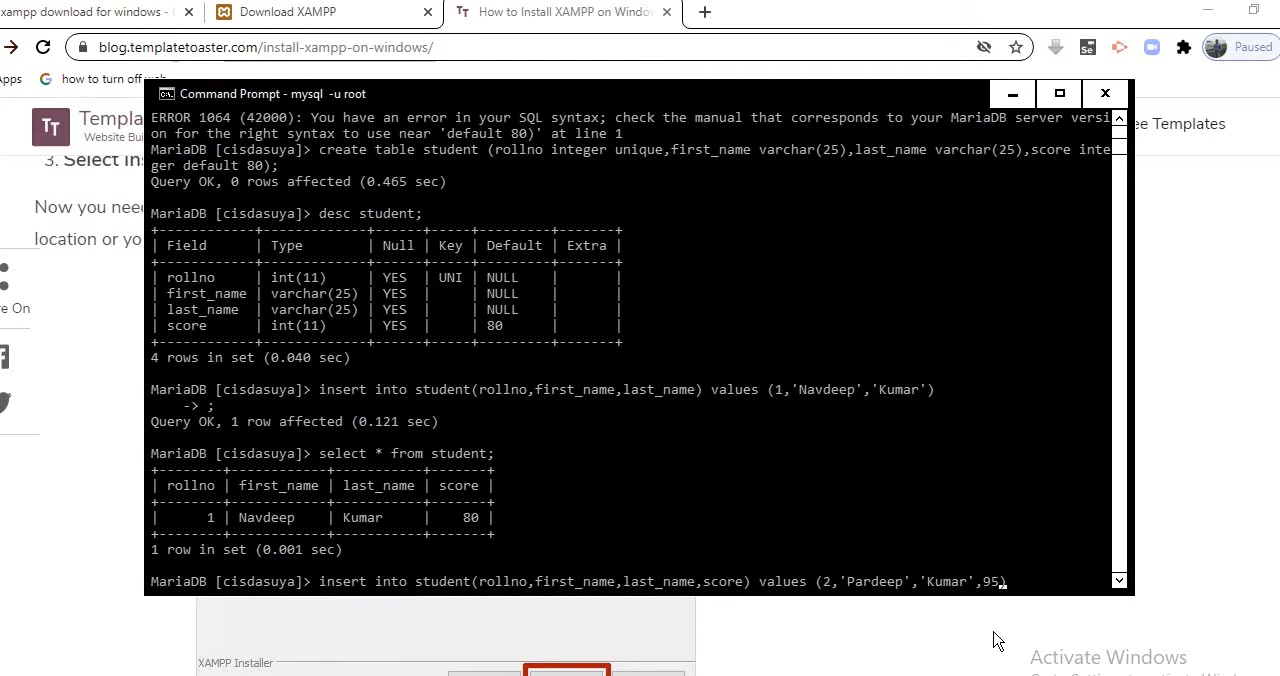 xampp download for windows -
Download XAMPP
How to Install XAMPP on Windo
blog.templatetoaster.com/install-xampp-on-windows/
Se
Paused
Apps
how to turn off web
TT
Templa
Website Bui
ee Templates
3. Select Ins
Now you need
location or yo
re On
Command Prompt - mysql  -u root
ERROR 1064 (42000): You have an error in your SQL syntax; check the manual that corresponds to your MariaDB server versi
on for the right syntax to use near 'default 80)' at line 1
MariaDB [cisdasuya]> create table student (rollno integer unique,first_name varchar(25),last_name varchar(25),score inte
ger default 80);
Query OK, 0 rows affected (0.465 sec)
MariaDB [cisdasuya]> desc student;
+------------+-------------+------+-----+---------+-------+
| Field      | Type        | Null | Key | Default | Extra |
+------------+-------------+------+-----+---------+-------+
| rollno     | int(11)     | YES  | UNI | NULL    |       |
| first_name | varchar(25) | YES  |     | NULL    |       |
| last_name  | varchar(25) | YES  |     | NULL    |       |
| score      | int(11)     | YES  |     | 80      |       |
+------------+-------------+------+-----+---------+-------+
4 rows in set (0.040 sec)
MariaDB [cisdasuya]> insert into student(rollno,first_name,last_name) values (1,'Navdeep','Kumar')
    -> ;
Query OK, 1 row affected (0.121 sec)
MariaDB [cisdasuya]> select * from student;
+--------+------------+-----------+-------+
| rollno | first_name | last_name | score |
+--------+------------+-----------+-------+
|      1 | Navdeep    | Kumar     |    80 |
+--------+------------+-----------+-------+
1 row in set (0.001 sec)
MariaDB [cisdasuya]> insert into student(rollno,first_name,last_name,score) values (2,'Pardeep','Kumar',95)
XAMPP Installer
Activate Windows